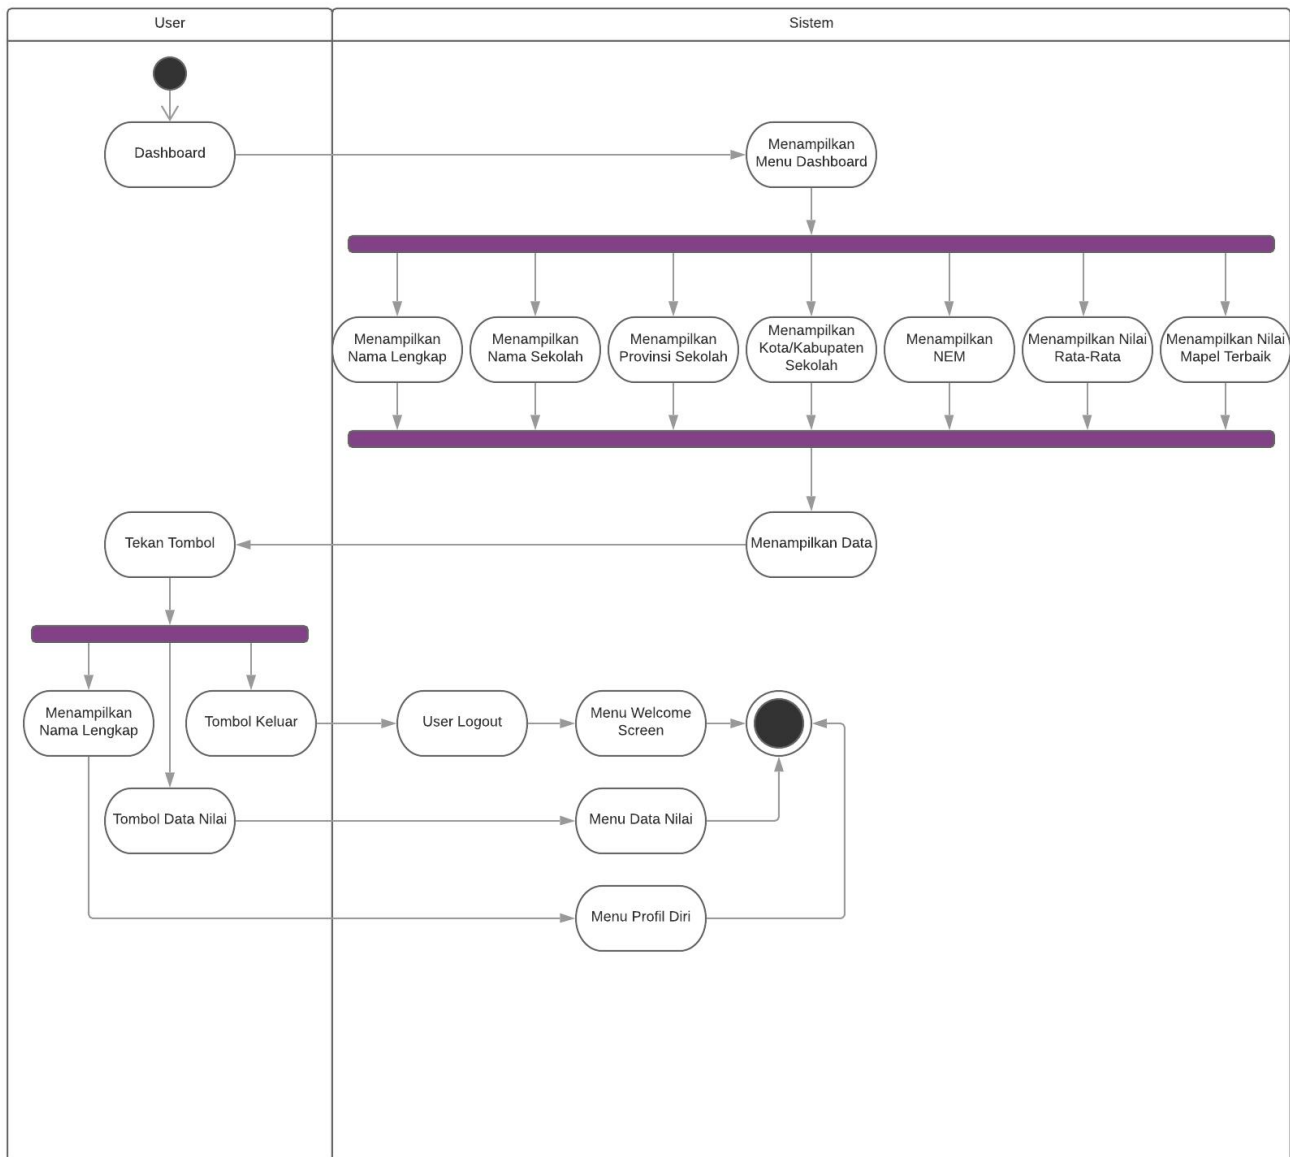 User
Sistem
Dashboard
Menampilkan
Menu Dashboard
Menampilkan
Nama Lengkap
Menampilkan
Nama Sekolah
Menampilkan
Provinsi Sekolah
Menampilkan
Kota/Kabupaten
Sekolah
Menampilkan
NEM
Menampilkan Nilai
Rata-Rata
Menampilkan Nilai
Mapel Terbaik
Tekan Tombol
Menampilkan Data
Menampilkan
Nama Lengkap
Tombol Keluar
User Logout
Menu Welcome
Screen
Tombol Data Nilai
Menu Data Nilai
Menu Profil Diri